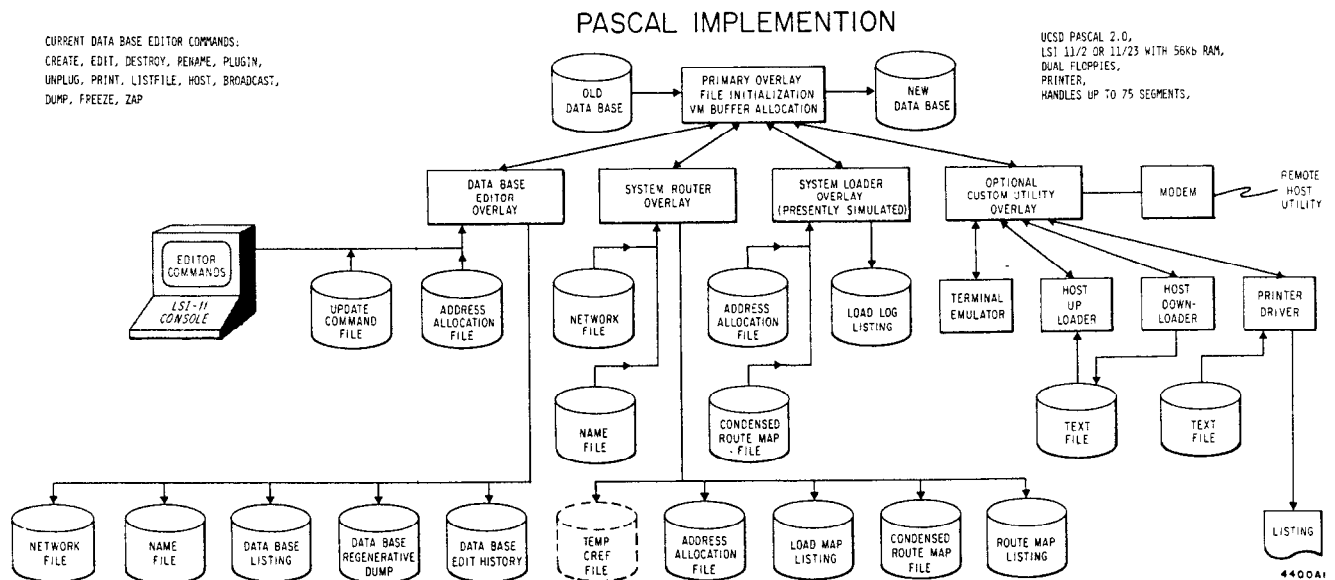 PASCAL IMPLEMENTION
CURRENT DATA BASE EDITOR COMMANDS:
CREATE, EDIT, DESTROY, RENAME, PLUGIN,
UNPLUG, PRINT, LISTFILE, HOST, BROADCAST,
DUMP, FREEZE, ZAP
UCSD PASCAL 2.0,
LSI 11/2 OR 11/23 WITH 56Kb RAM,
DUAL FLOPPIES,
PRINTER,
HANDLES UP TO 75 SEGMENTS,
OLD
DATA BASE
PRIMARY OVERLAY
FILE INITIALIZATION
VM BUFFER ALLOCATION
NEW
DATA BASE
DATA BASE
EDITOR
OVERLAY
SYSTEM ROUTER
OVERLAY
SYSTEM LOADER
OVERLAY
(PRESENTLY SIMULATED)
OPTIONAL
CUSTOM UTILITY
OVERLAY
MODEM
REMOTE
HOST
UTILITY
EDITOR
COMMANDS
LSI-11
CONSOLE
UPDATE
COMMAND
FILE
ADDRESS
ALLOCATION
FILE
NETWORK
FILE
ADDRESS
ALLOCATION
FILE
LOAD LOG
LISTING
TERMINAL
EMULATOR
HOST
UP
LOADER
HOST
DOWN-
LOADER
PRINTER
DRIVER
NAME
FILE
CONDENSED
ROUTE MAP
FILE
TEXT
FILE
TEXT
FILE
NETWORK
FILE
NAME
FILE
DATA BASE
LISTING
DATA BASE
REGENERATIVE
DUMP
DATA BASE
EDIT HISTORY
TEMP
CREF
FILE
ADDRESS
ALLOCATION
FILE
LOAD MAP
LISTING
CONDENSED
ROUTE MAP
FILE
ROUTE MAP
LISTING
LISTING
4400A1